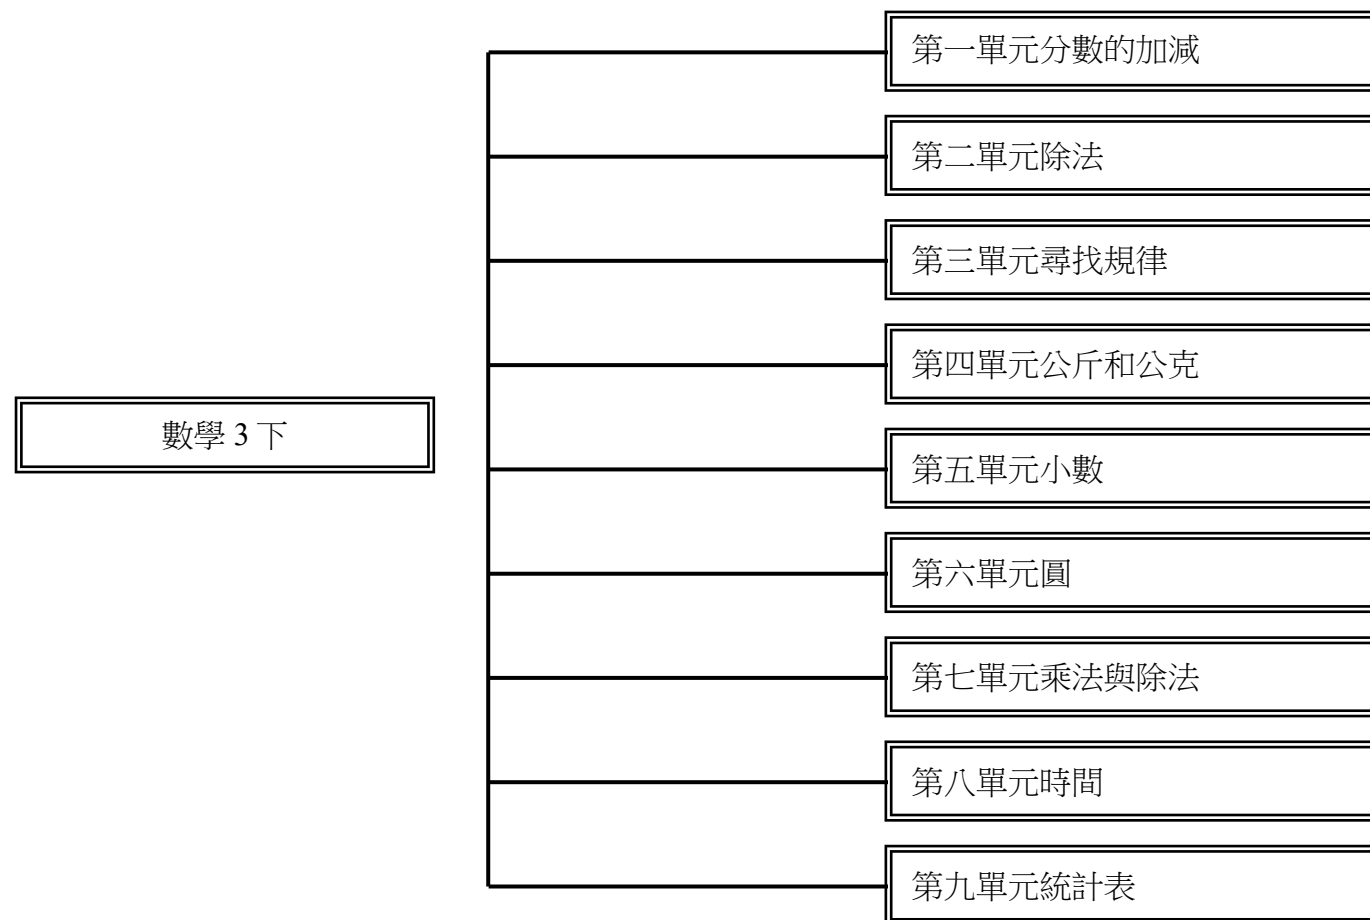 第一單元分數的加減
第二單元除法
第三單元尋找規律
第四單元公斤和公克
數學 3 下
第五單元小數
第六單元圓
第七單元乘法與除法
第八單元時間
第九單元統計表